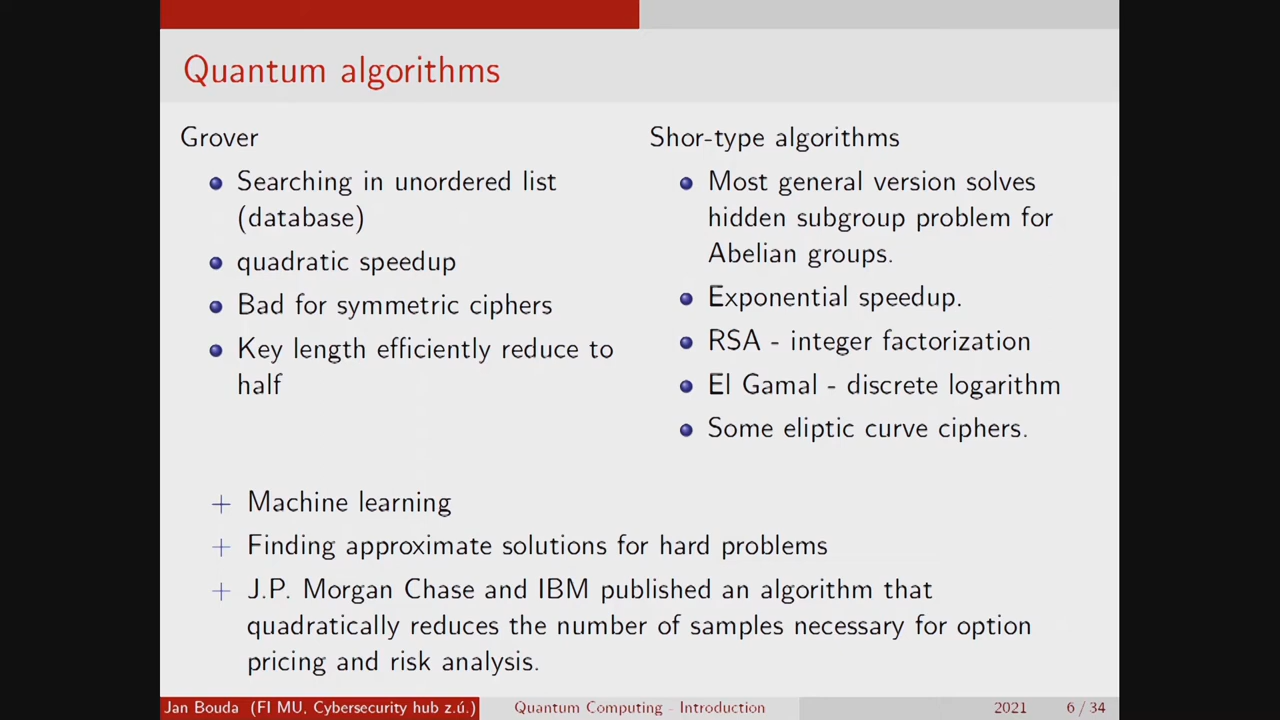 Quantum algorithms
Grover
Searching in unordered list
(database)
quadratic speedup
Bad for symmetric ciphers
Key length efficiently reduce to
half
Shor-type algorithms
Most general version solves
hidden subgroup problem for
Abelian groups.
Exponential speedup.
RSA - integer factorization
El Gamal - discrete logarithm
Some eliptic curve ciphers.
+ Machine learning
+ Finding approximate solutions for hard problems
+ J.P. Morgan Chase and IBM published an algorithm that
quadratically reduces the number of samples necessary for option
pricing and risk analysis.
Jan Bouda (FI MU, Cybersecurity hub z.ú.) Quantum Computing - Introduction 2021 6 / 34